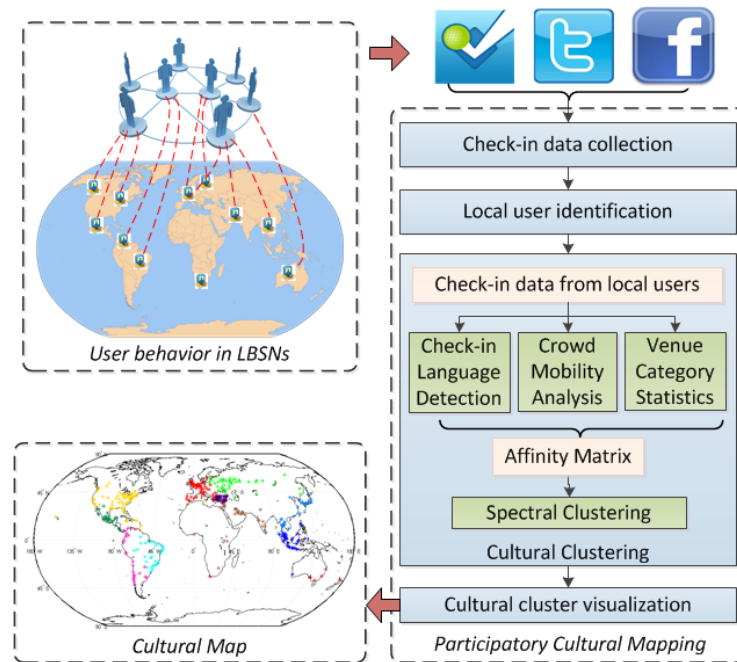 User behavior in LBSNs
t
f
Check-in data collection
Local user identification
Check-in data from local users
Check-in
Language
Detection
Crowd
Mobility
Analysis
Venue
Category
Statistics
Affinity Matrix
Spectral Clustering
Cultural Clustering
Cultural cluster visualization
Participatory Cultural Mapping
Cultural Map